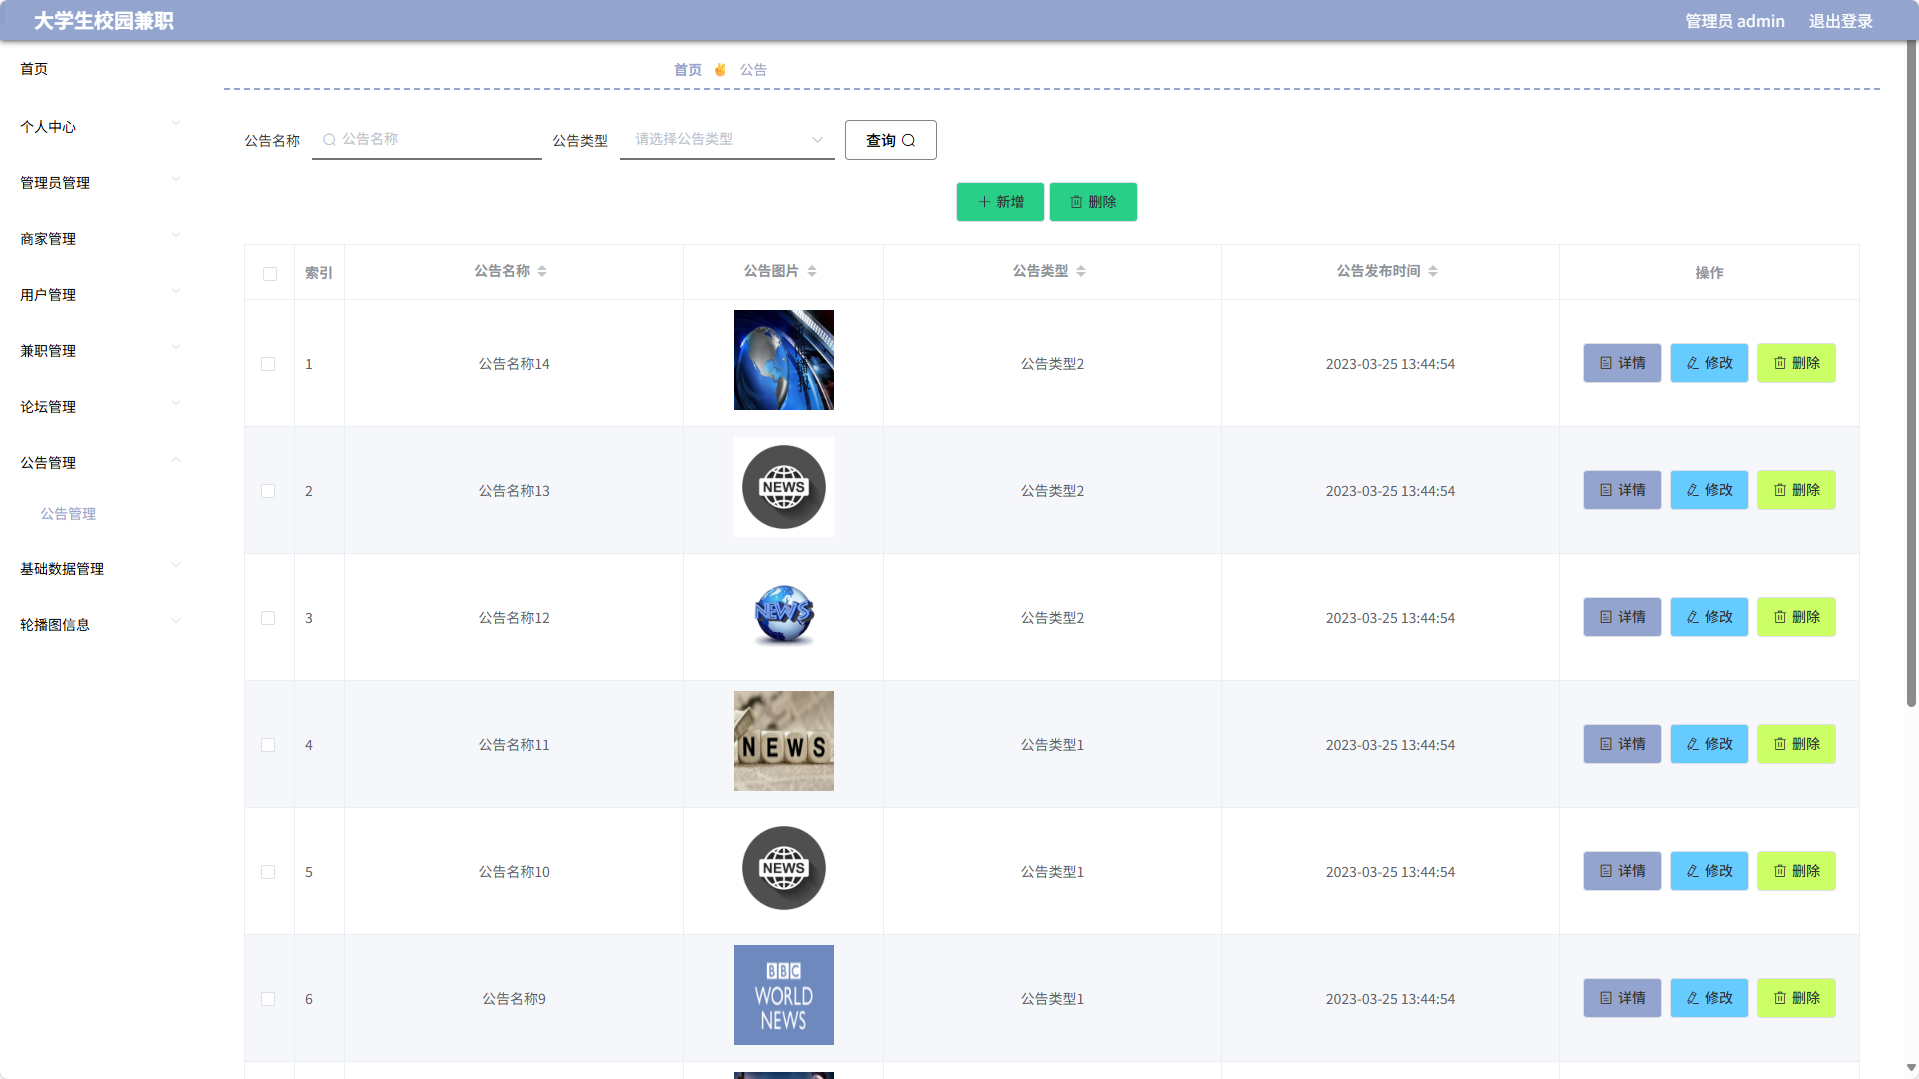 大学生校园兼职
管理员 admin 退出登录
首页
个人中心
管理员管理
商家管理
用户管理
兼职管理
论坛管理
公告管理
公告管理
基础数据管理
轮播图信息
首页 公告
公告名称 公告名称 公告类型 请选择公告类型 查询
新增 删除
索引 公告名称 公告图片 公告类型 公告发布时间 操作
1 公告名称14 公告类型2 2023-03-25 13:44:54 详情 修改 删除
2 公告名称13 NEWS 公告类型2 2023-03-25 13:44:54 详情 修改 删除
3 公告名称12 NEWS 公告类型2 2023-03-25 13:44:54 详情 修改 删除
4 公告名称11 NEWS 公告类型1 2023-03-25 13:44:54 详情 修改 删除
5 公告名称10 NEWS 公告类型1 2023-03-25 13:44:54 详情 修改 删除
6 公告名称9 BBC WORLD NEWS 公告类型1 2023-03-25 13:44:54 详情 修改 删除